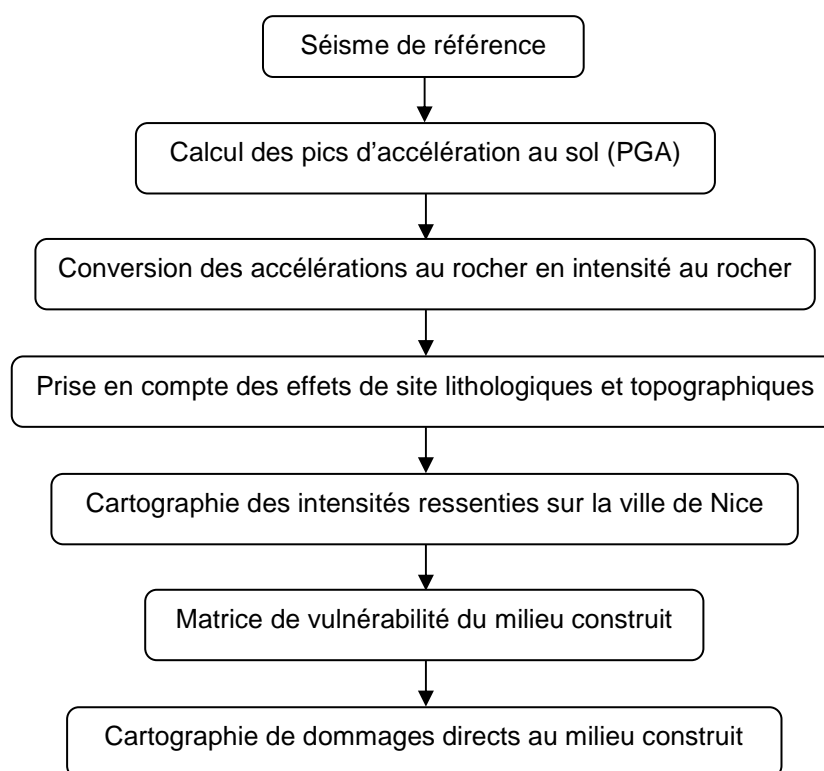 Séisme de référence
Calcul des pics d’accélération au sol (PGA)
Conversion des accélérations au rocher en intensité au rocher
Prise en compte des effets de site lithologiques et topographiques
Cartographie des intensités ressenties sur la ville de Nice
Matrice de vulnérabilité du milieu construit
Cartographie de dommages directs au milieu construit